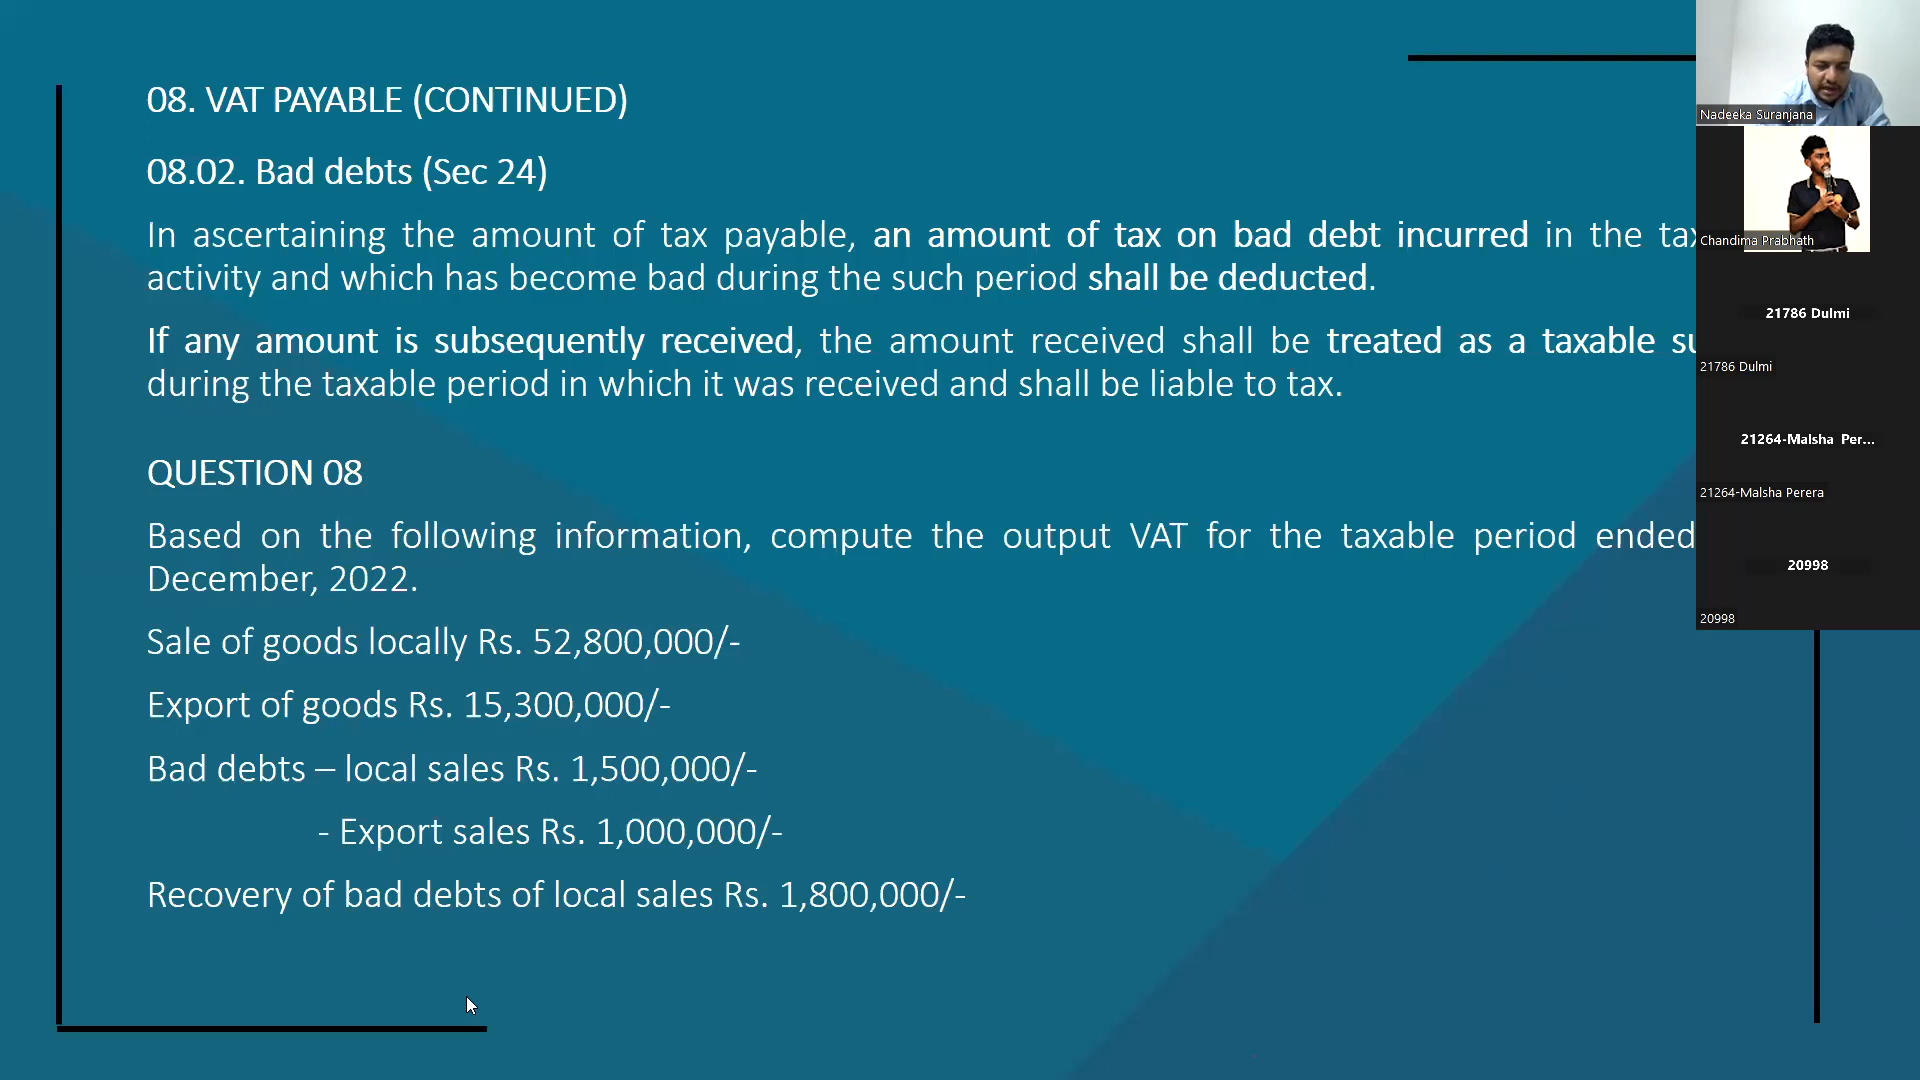 08. VAT PAYABLE (CONTINUED)
08.02. Bad debts (Sec 24)
In ascertaining the amount of tax payable, an amount of tax on bad debt incurred in the
activity and which has become bad during the such period shall be deducted.
If any amount is subsequently received, the amount received shall be treated as a taxable
during the taxable period in which it was received and shall be liable to tax.
QUESTION 08
Based on the following information, compute the output VAT for the taxable period ended
December, 2022.
Sale of goods locally Rs. 52,800,000/-
Export of goods Rs. 15,300,000/-
Bad debts – local sales Rs. 1,500,000/-
- Export sales Rs. 1,000,000/-
Recovery of bad debts of local sales Rs. 1,800,000/-
Nadeeka Suranjana
Chandima Prabhath
21786 Dulmi
21786 Dulmi
21264-Malsha Per...
21264-Malsha Perera
20998
20998